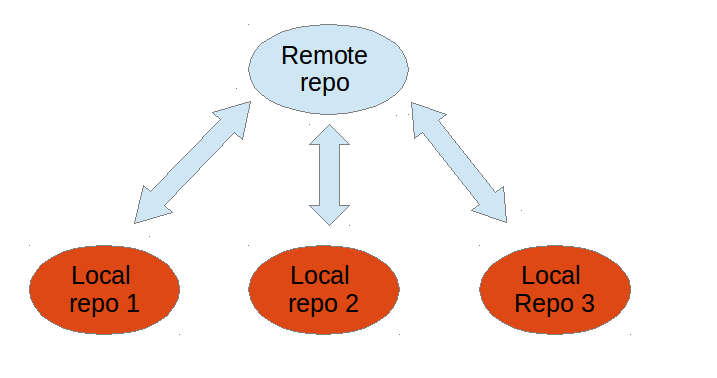 Remote
repo
Local
repo 1
Local
repo 2
Local
Repo 3